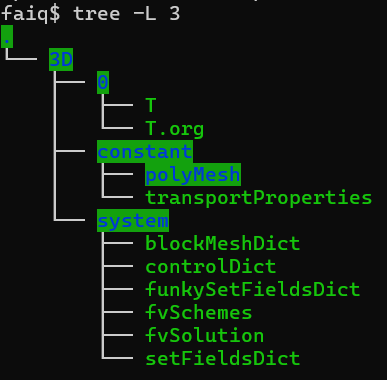 faiq$ tree -L 3
.
└── 3D
    ├── 0
    │   ├── T
    │   └── T.org
    ├── constant
    │   ├── polyMesh
    │   └── transportProperties
    └── system
        ├── blockMeshDict
        ├── controlDict
        ├── funkySetFieldsDict
        ├── fvSchemes
        ├── fvSolution
        └── setFieldsDict